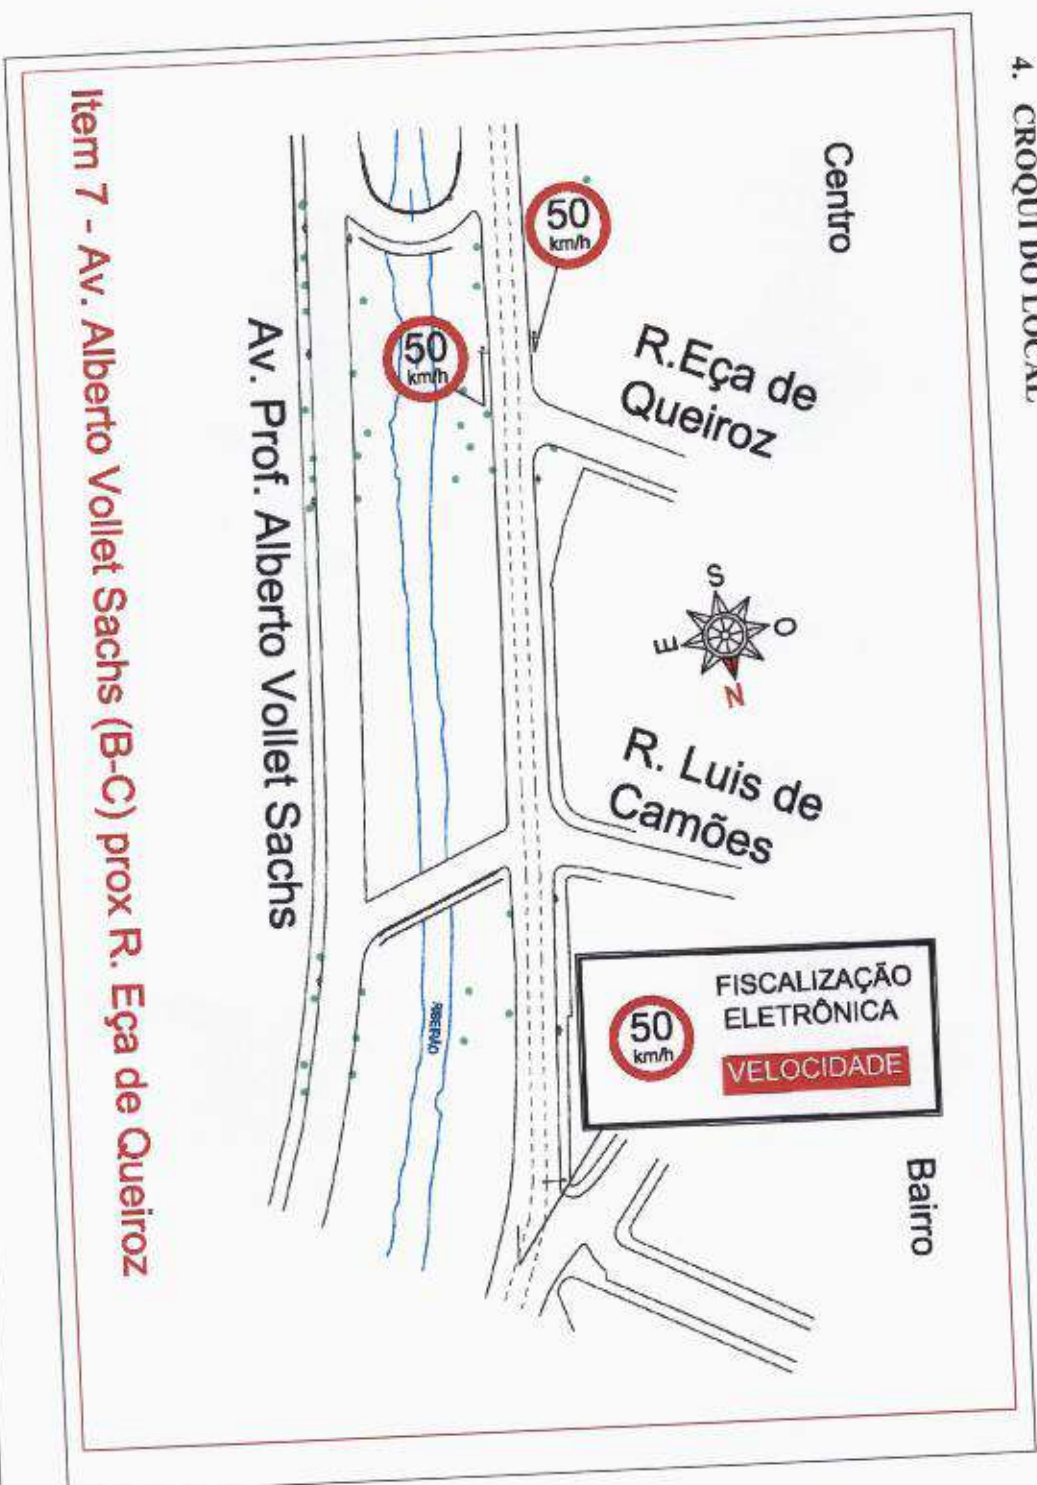 4. CROQUI DO LOCAL
Centro
Bairro
50
km/h
R.Eça de
Queiroz
S
O
E
N
R. Luis de
Camões
FISCALIZAÇÃO
ELETRÔNICA
VELOCIDADE
50
km/h
50
km/h
RIBEIRÃO
Av. Prof. Alberto Vollet Sachs
Item 7 - Av. Alberto Vollet Sachs (B-C) prox R. Eça de Queiroz